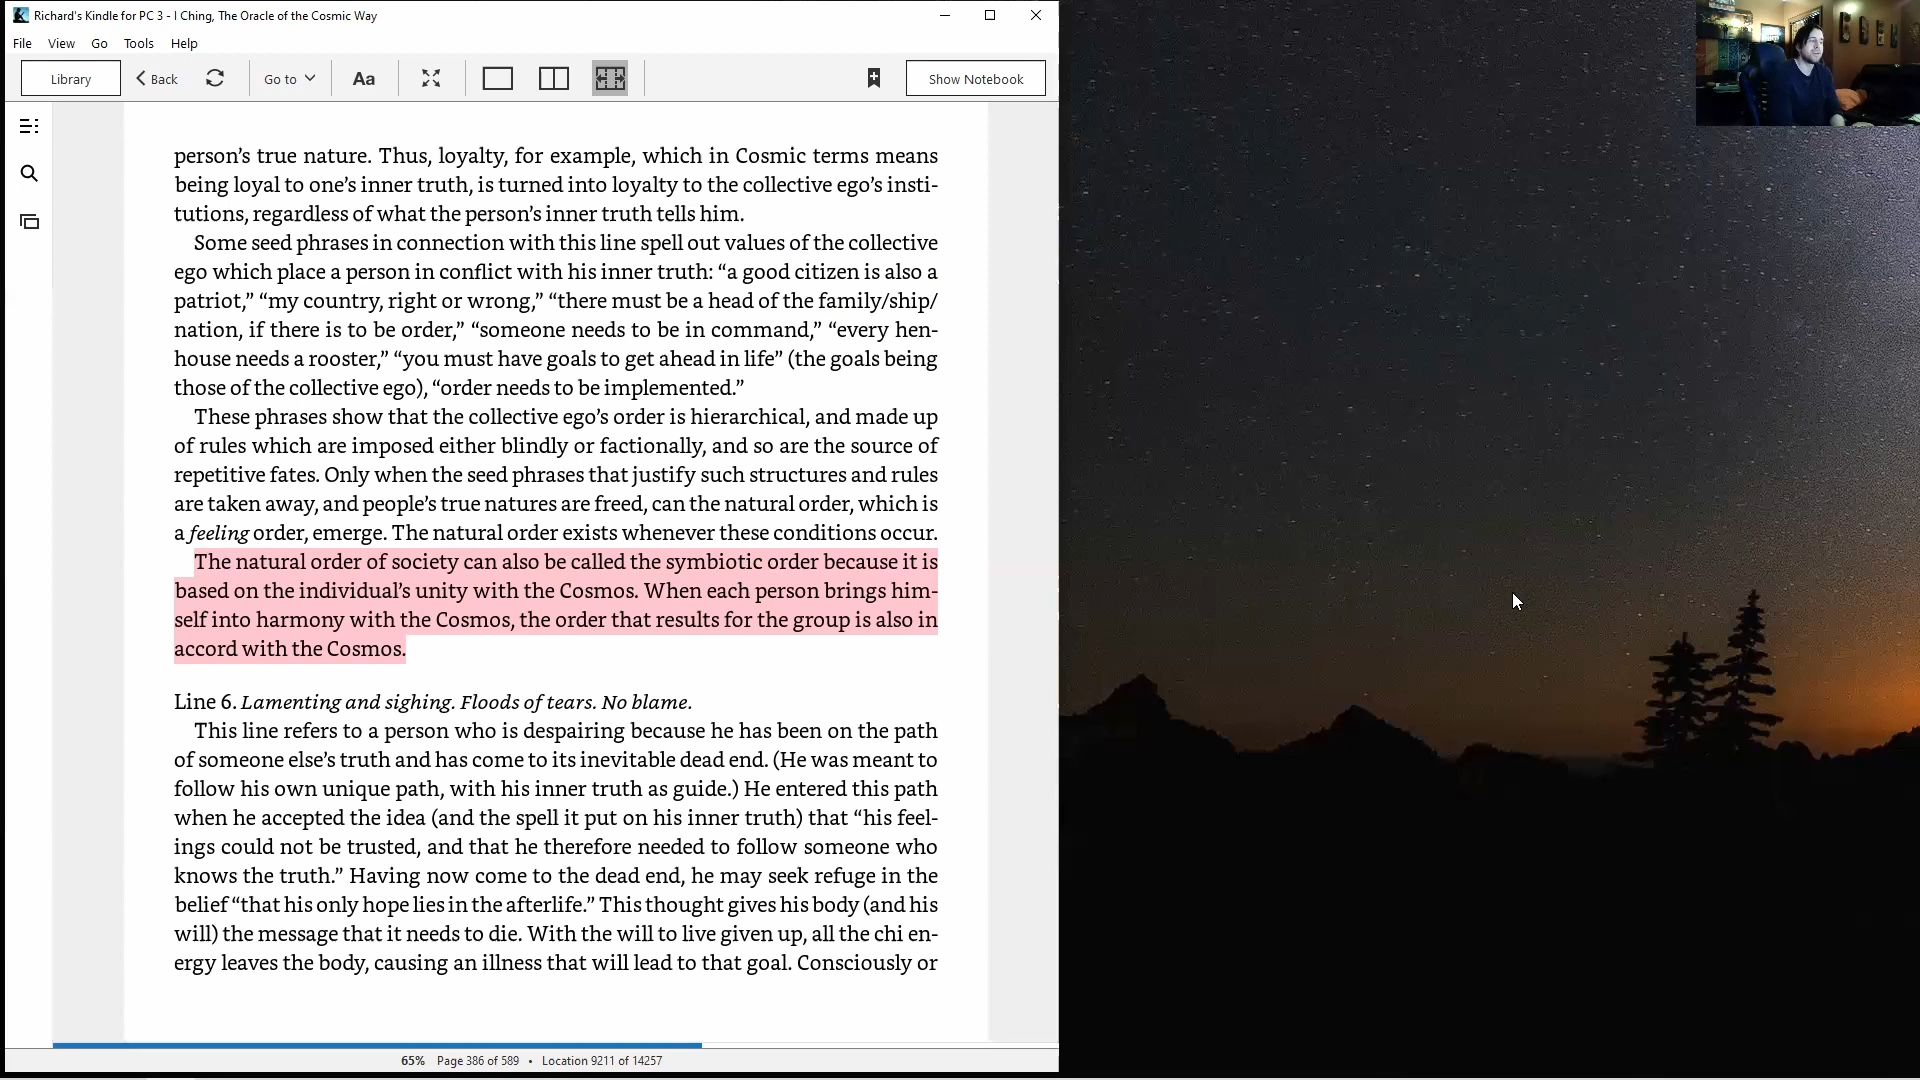 Richard's Kindle for PC 3 - I Ching, The Oracle of the Cosmic Way
File View Go Tools Help
Library Back Go to Aa Show Notebook
person’s true nature. Thus, loyalty, for example, which in Cosmic terms means
being loyal to one’s inner truth, is turned into loyalty to the collective ego’s insti-
tutions, regardless of what the person’s inner truth tells him.
Some seed phrases in connection with this line spell out values of the collective
ego which place a person in conflict with his inner truth: “a good citizen is also a
patriot,” “my country, right or wrong,” “there must be a head of the family/ship/
nation, if there is to be order,” “someone needs to be in command,” “every hen-
house needs a rooster,” “you must have goals to get ahead in life” (the goals being
those of the collective ego), “order needs to be implemented.”
These phrases show that the collective ego’s order is hierarchical, and made up
of rules which are imposed either blindly or factionally, and so are the source of
repetitive fates. Only when the seed phrases that justify such structures and rules
are taken away, and people’s true natures are freed, can the natural order, which is
a feeling order, emerge. The natural order exists whenever these conditions occur.
The natural order of society can also be called the symbiotic order because it is
based on the individual’s unity with the Cosmos. When each person brings him-
self into harmony with the Cosmos, the order that results for the group is also in
accord with the Cosmos.
Line 6. Lamenting and sighing. Floods of tears. No blame.
This line refers to a person who is despairing because he has been on the path
of someone else’s truth and has come to its inevitable dead end. (He was meant to
follow his own unique path, with his inner truth as guide.) He entered this path
when he accepted the idea (and the spell it put on his inner truth) that “his feel-
ings could not be trusted, and that he therefore needed to follow someone who
knows the truth.” Having now come to the dead end, he may seek refuge in the
belief “that his only hope lies in the afterlife.” This thought gives his body (and his
will) the message that it needs to die. With the will to live given up, all the chi en-
ergy leaves the body, causing an illness that will lead to that goal. Consciously or
65% Page 386 of 589 • Location 9211 of 14257